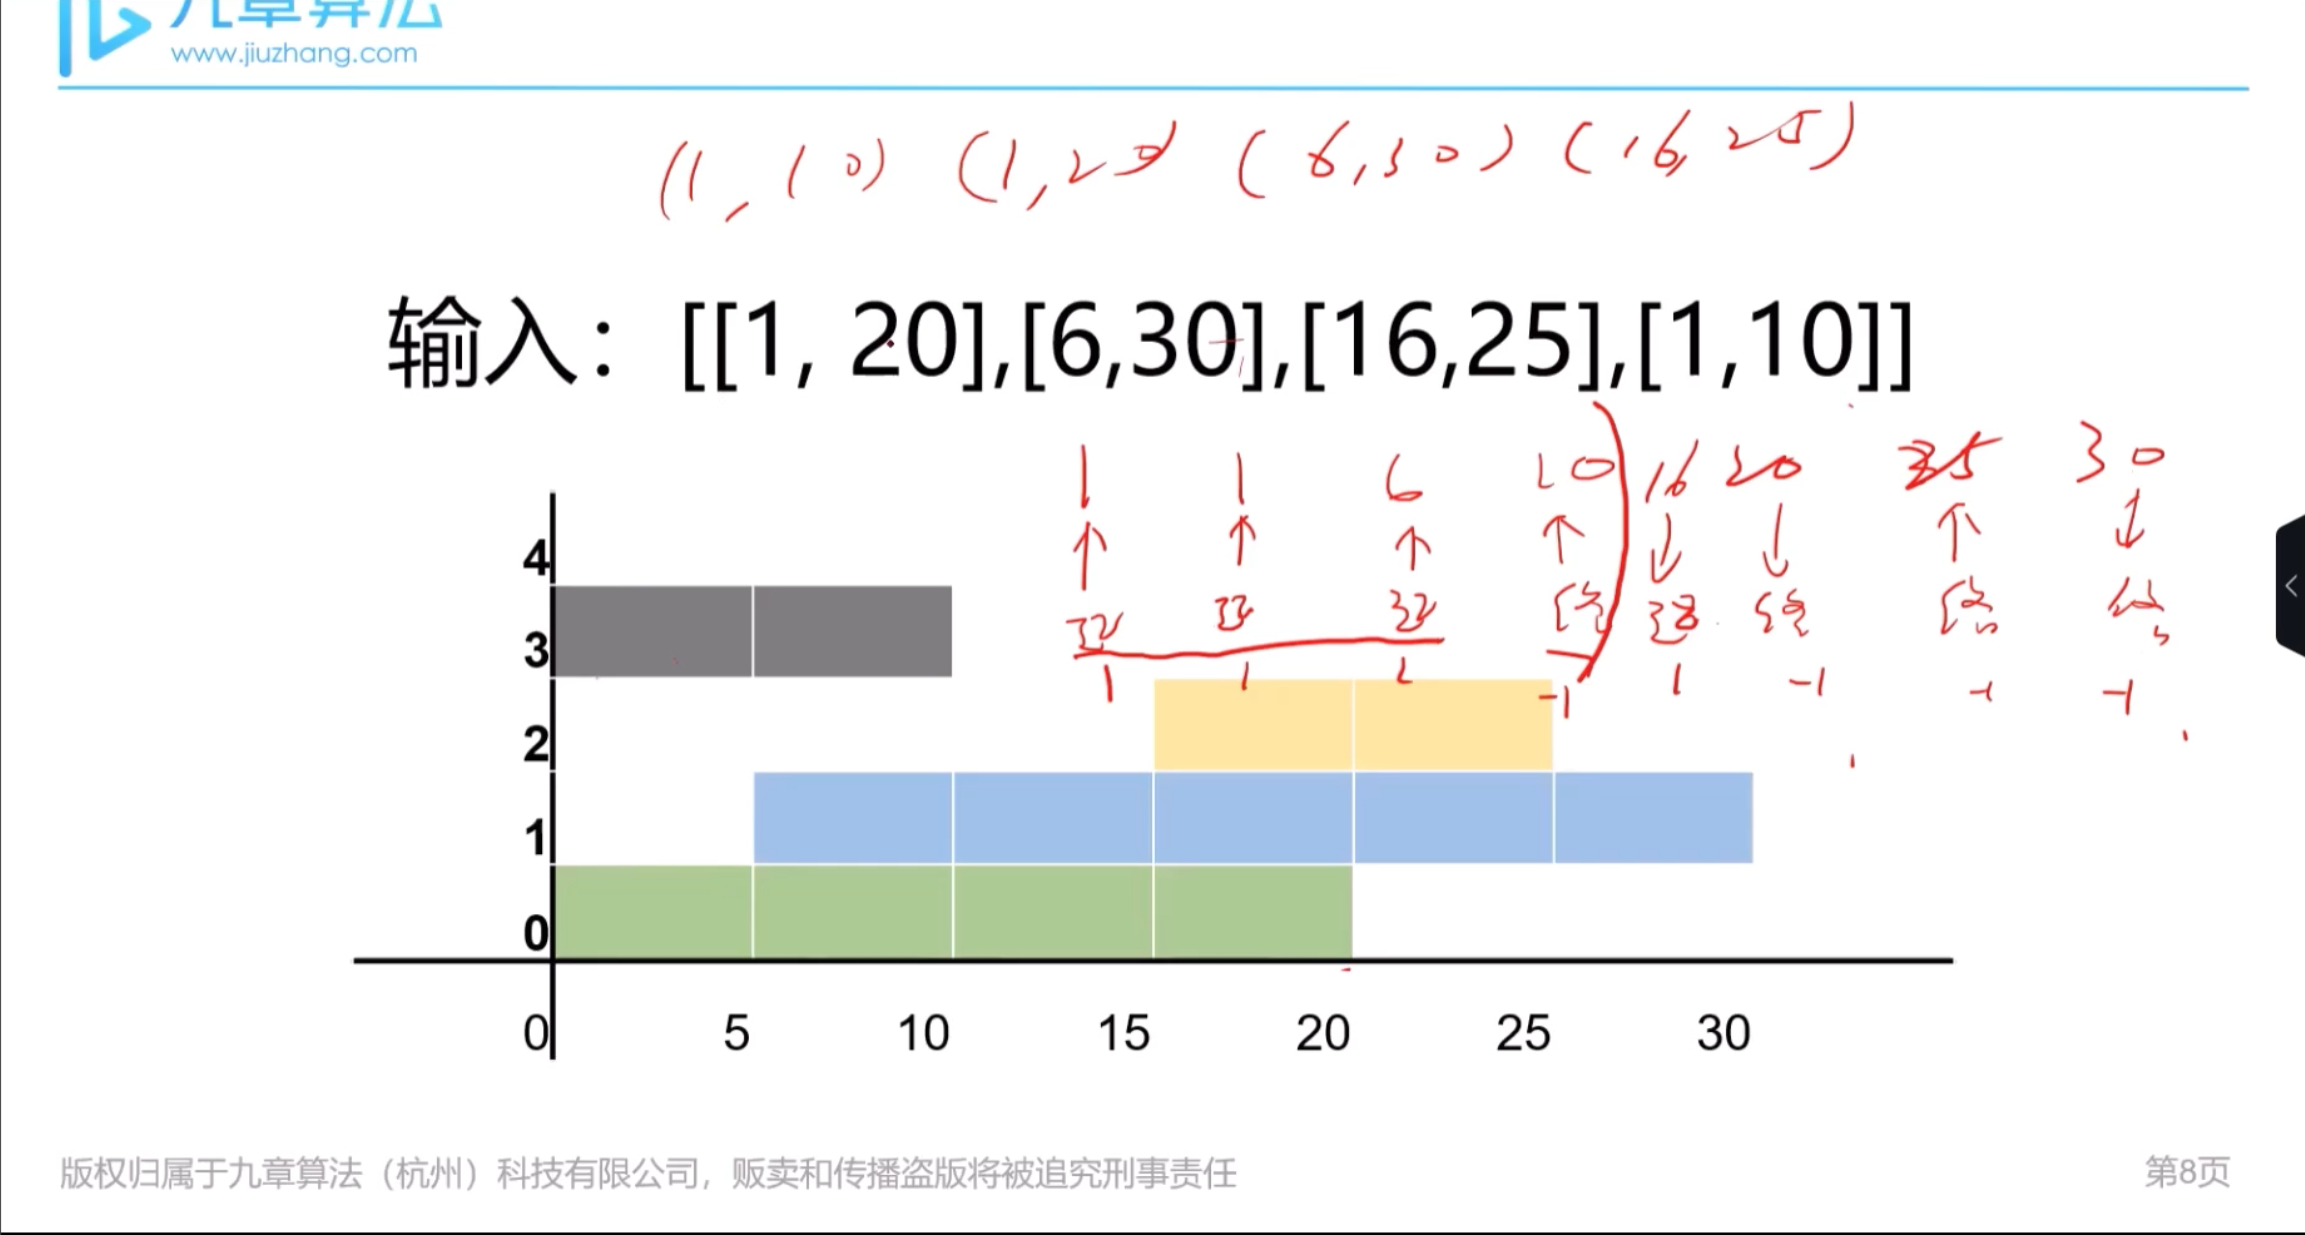 九章算法
www.jiuzhang.com
(1, 10) (1, 20) (6, 30) (16, 25)
输入：[[1, 20],[6,30],[16,25],[1,10]]
1 1 6 10 16 20 25 30
终 终 终 终
1 1 1 -1 1 -1 -1 -1
4
3
2
1
0
0 5 10 15 20 25 30
版权归属于九章算法（杭州）科技有限公司，贩卖和传播盗版将被追究刑事责任
第8页